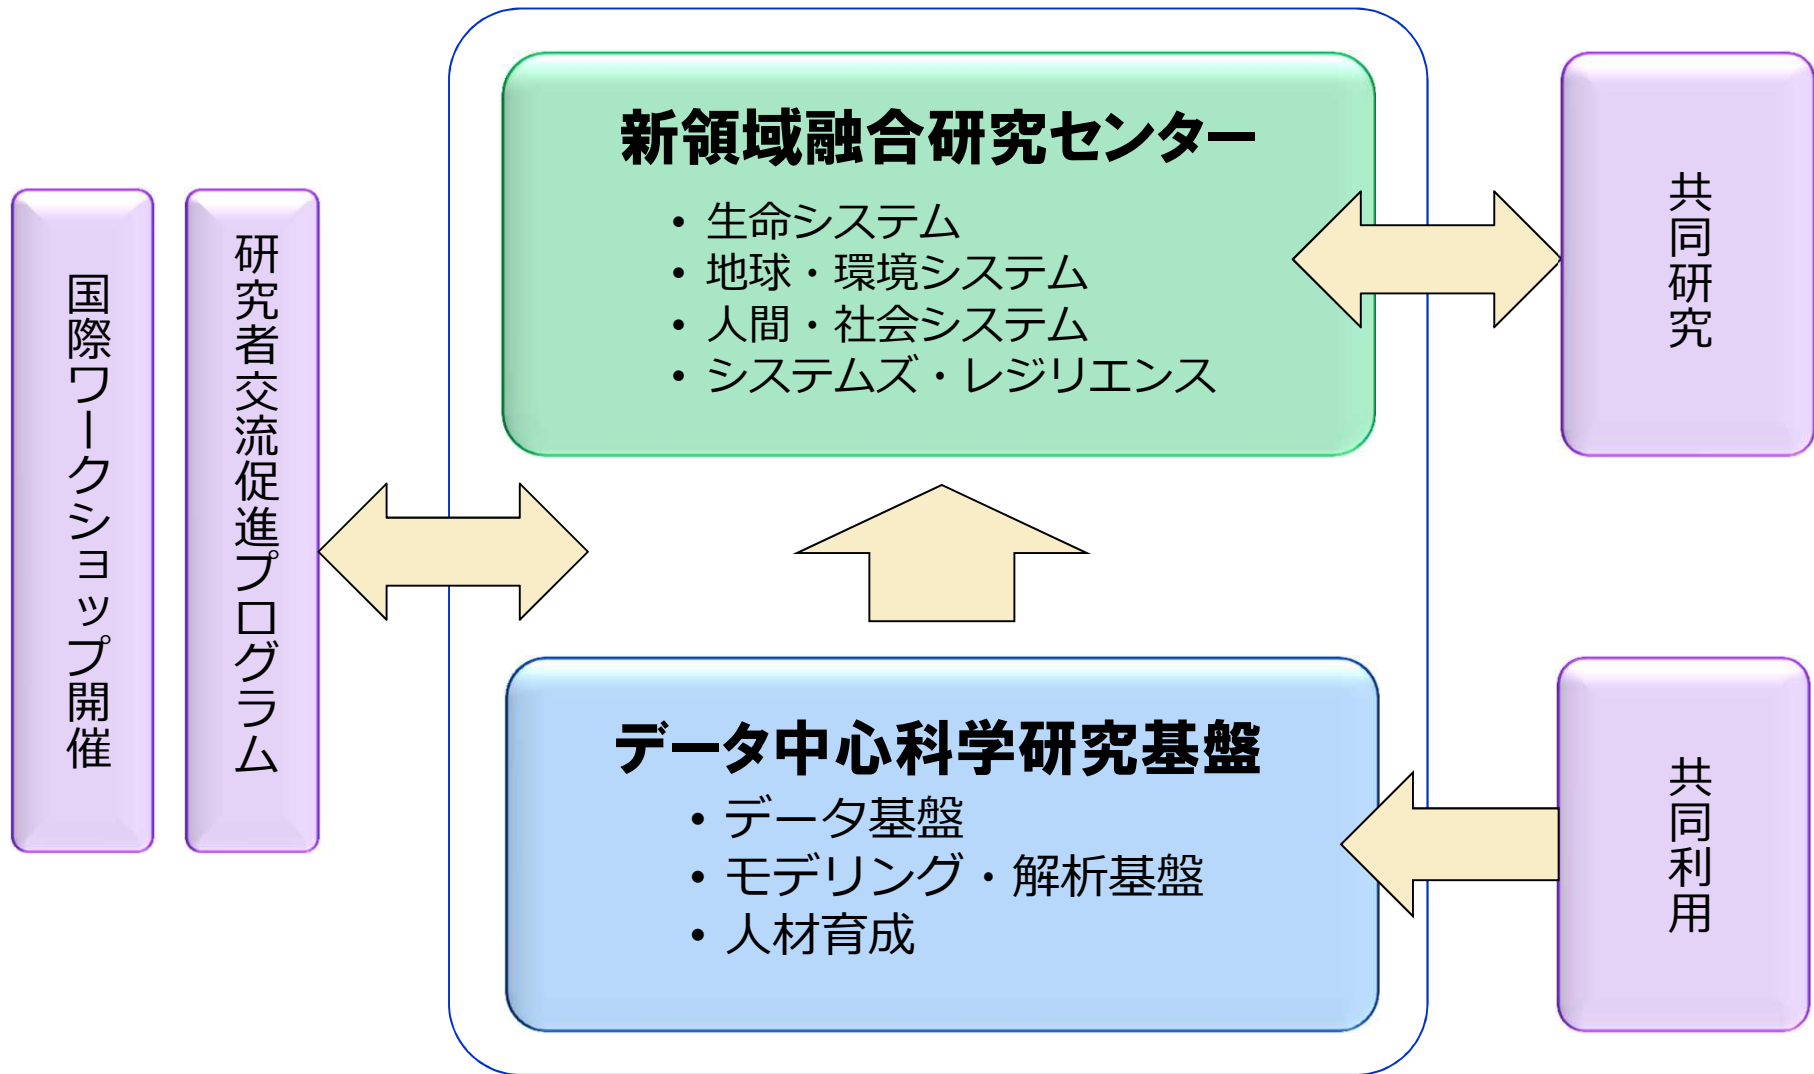 国際ワークショップ開催
研究者交流促進プログラム
新領域融合研究センター
• 生命システム
• 地球・環境システム
• 人間・社会システム
• システムズ・レジリエンス
データ中心科学研究基盤
• データ基盤
• モデリング・解析基盤
• 人材育成
共同研究
共同利用